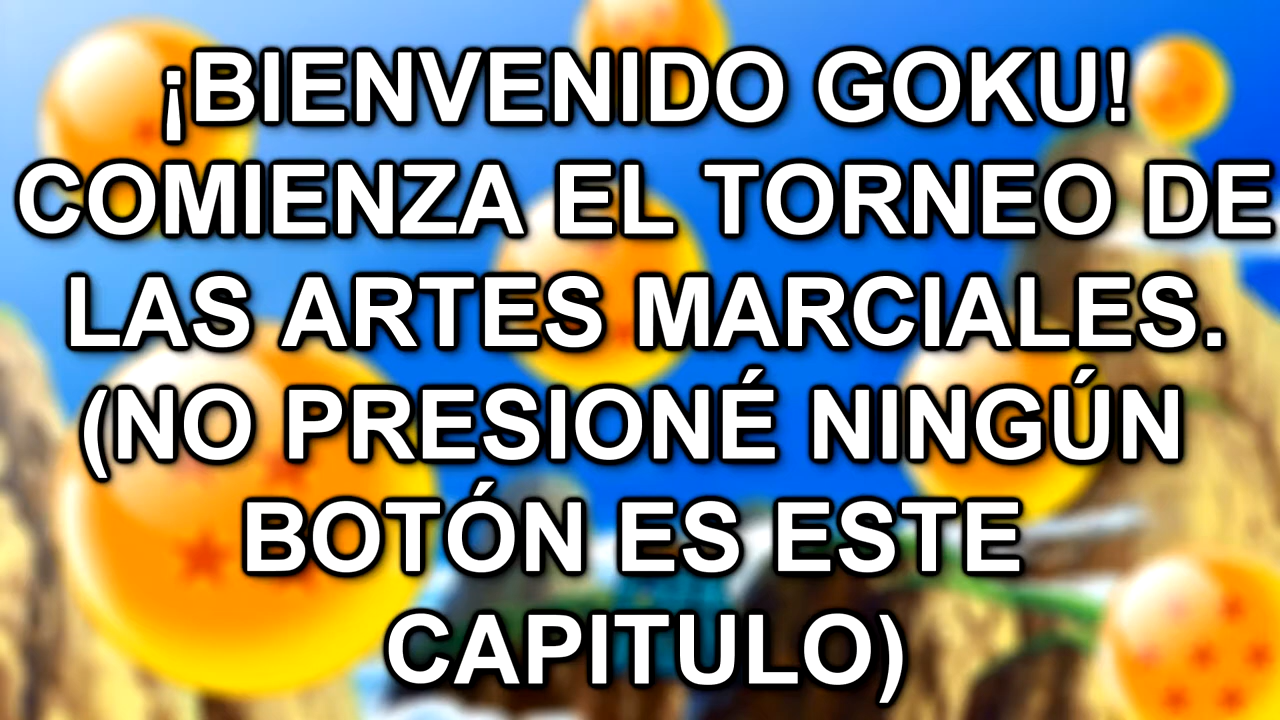 ¡BIENVENIDO GOKU!
COMIENZA EL TORNEO DE
LAS ARTES MARCIALES.
(NO PRESIONÉ NINGÚN
BOTÓN ES ESTE
CAPITULO)